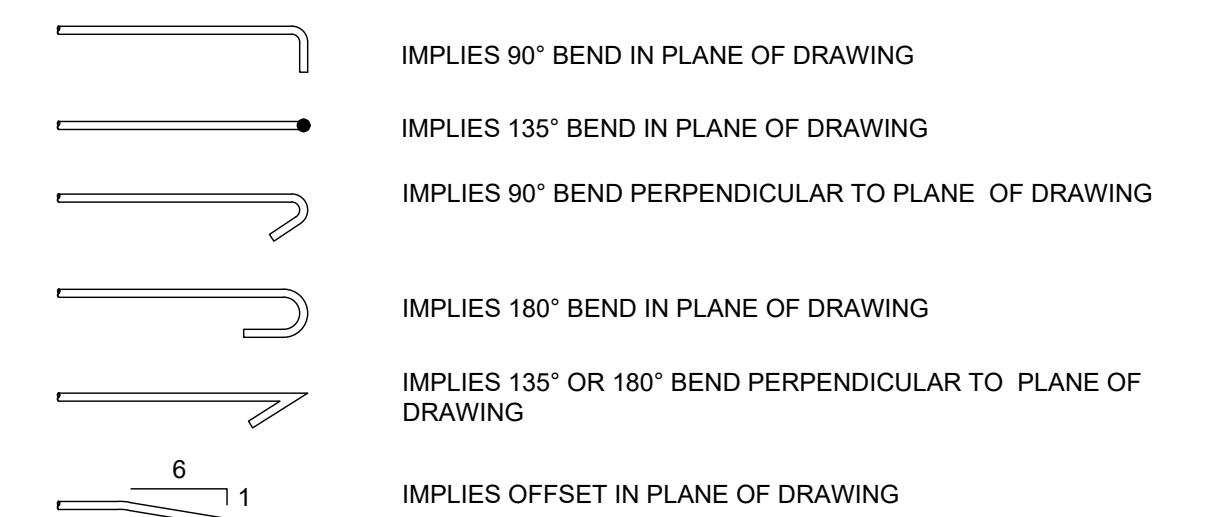 IMPLIES 90° BEND IN PLANE OF DRAWING
IMPLIES 135° BEND IN PLANE OF DRAWING
IMPLIES 90° BEND PERPENDICULAR TO PLANE OF DRAWING
IMPLIES 180° BEND IN PLANE OF DRAWING
IMPLIES 135° OR 180° BEND PERPENDICULAR TO PLANE OF
DRAWING
6
1
IMPLIES OFFSET IN PLANE OF DRAWING